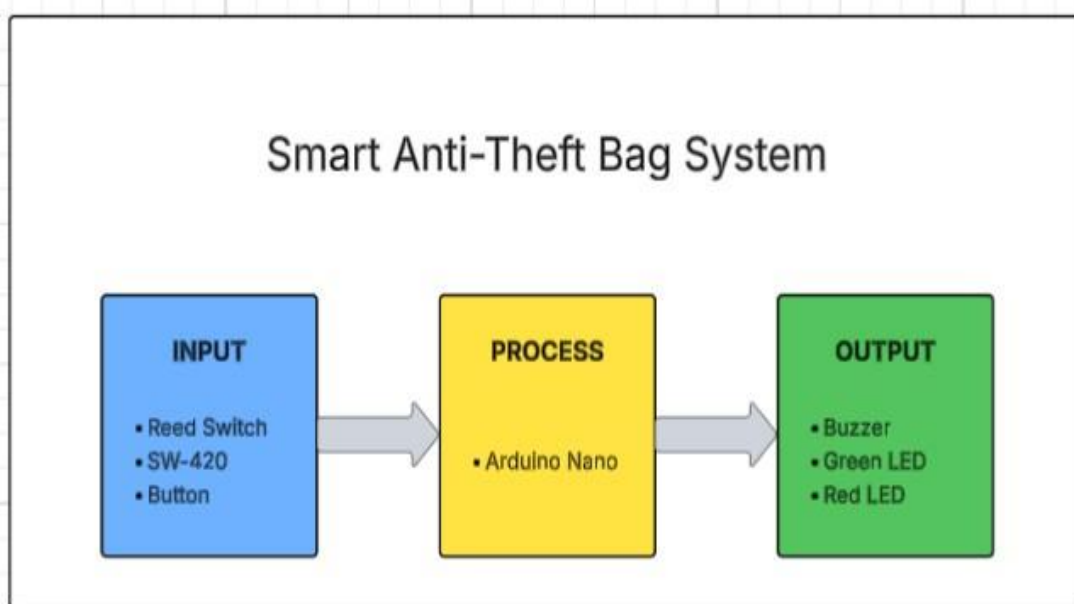 Smart Anti-Theft Bag System
INPUT
• Reed Switch
• SW-420
• Button
PROCESS
• Arduino Nano
OUTPUT
• Buzzer
• Green LED
• Red LED